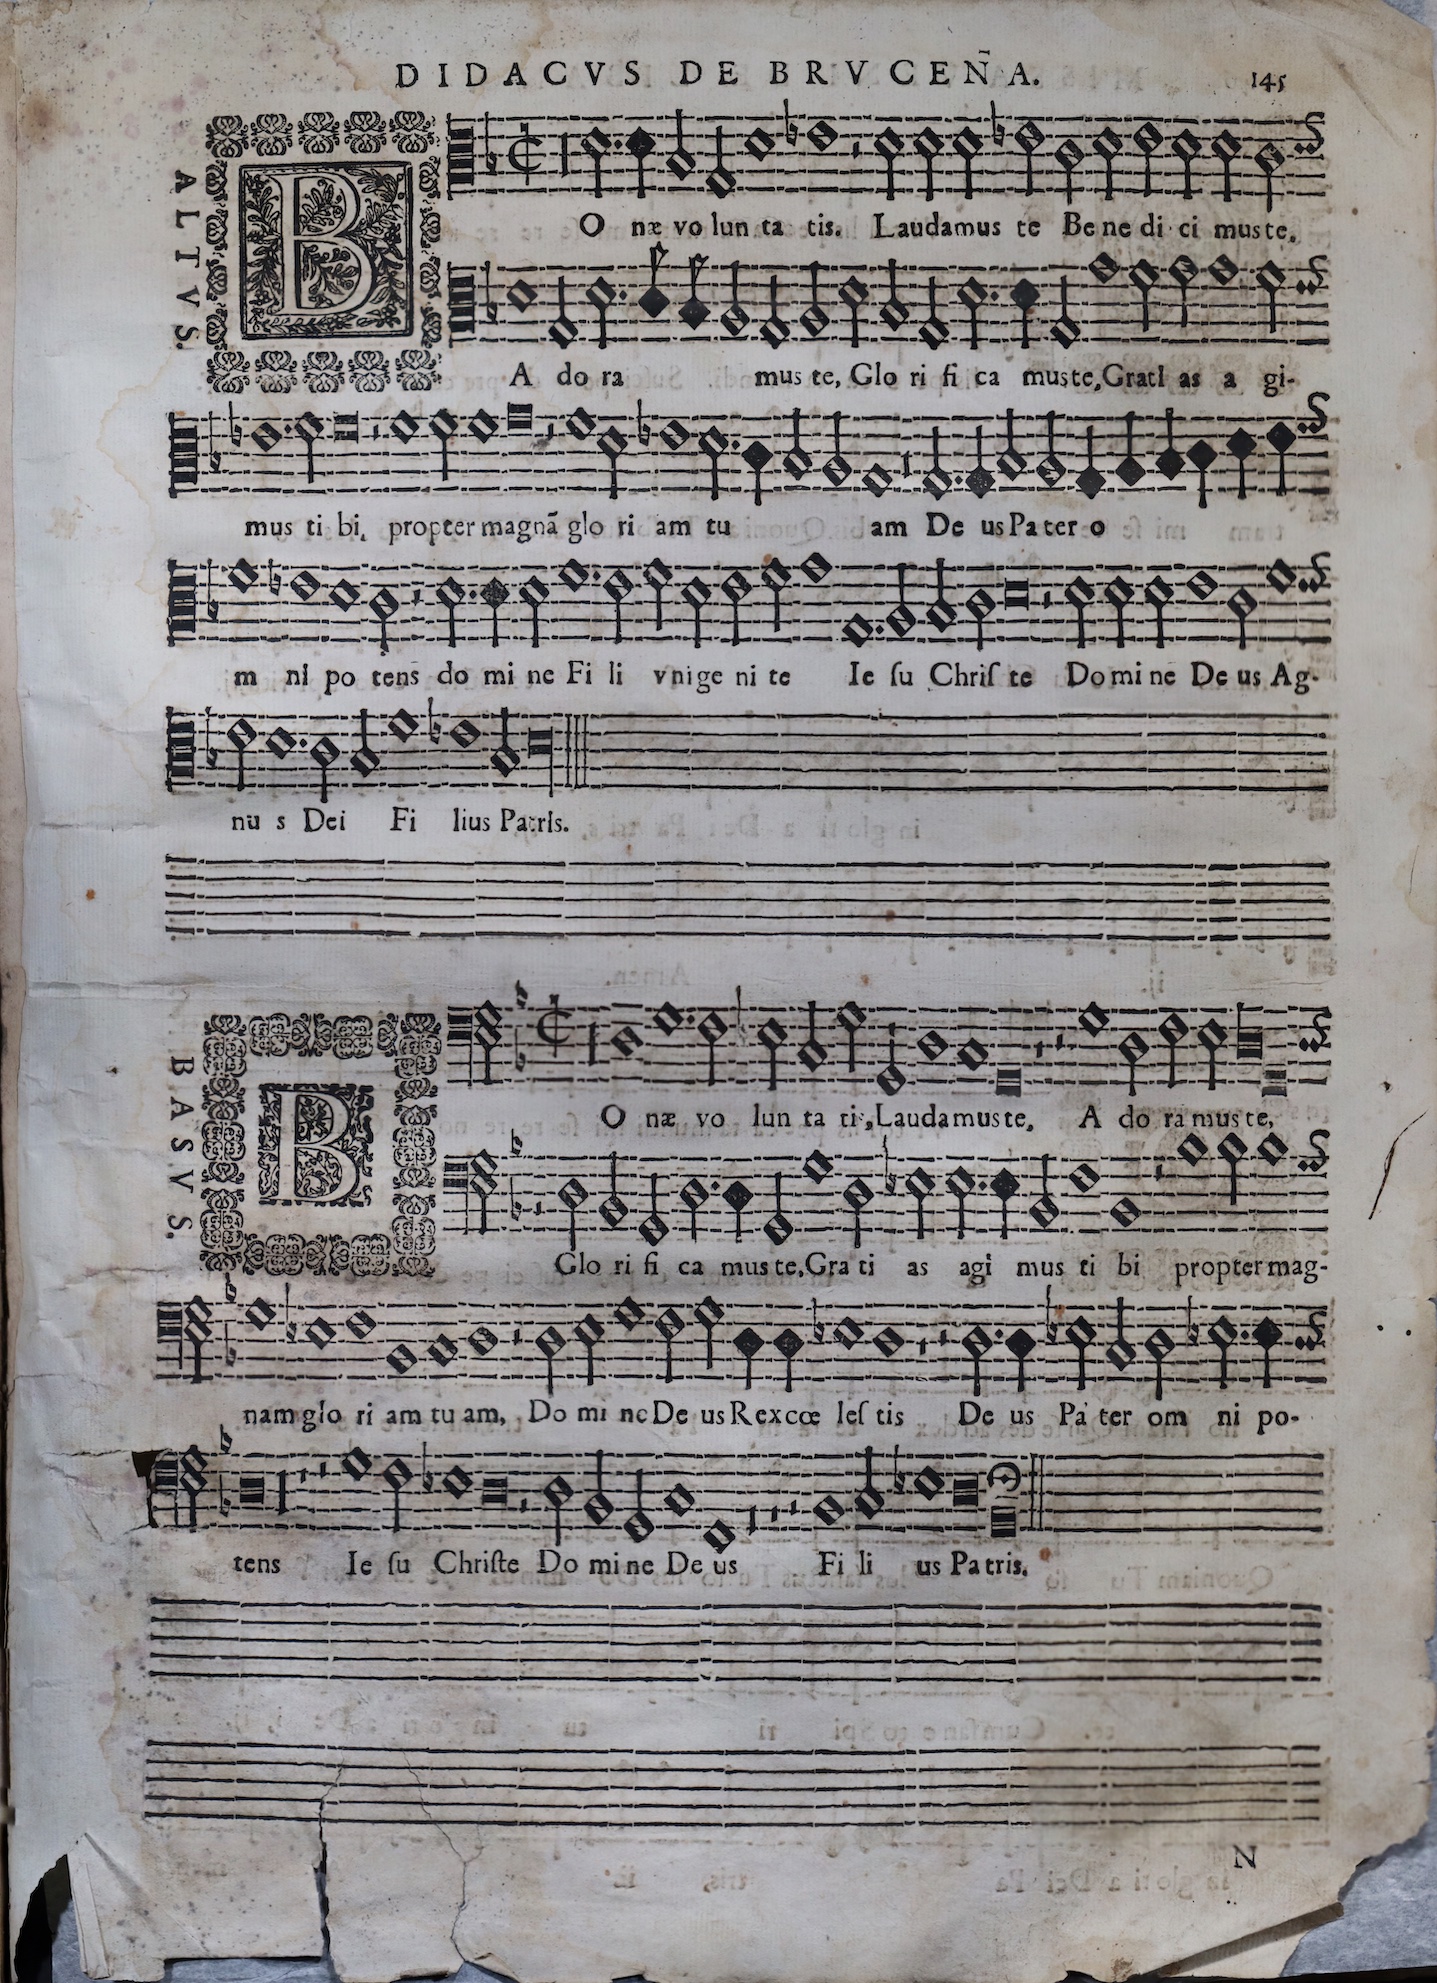 DIDACVS DE BRVCEÑA.
145
ALTVS.
B
O næ vo lun ta tis. Laudamus te Be ne di ci mus te.
A do ra mus te, Glo ri fi ca mus te, Gratl as a gi-
mus ti bi, propter magnã glo ri am tu am De us Pa ter o
m ni po tens do mi ne Fi li vni ge ni te Ie su Chriſ te Do mi ne De us Ag-
nu s Dei Fi lius Patrls.
BASVS.
B
O næ vo lun ta tis, Laudamus te, A do ra mus te,
Glo ri fi ca mus te, Gra ti as agi mus ti bi propter mag-
nam glo ri am tu am, Do mi ne De us Rex cœ leſ tis De us Pa ter om ni po-
tens Ie ſu Chriſte Do mi ne De us Fi li us Pa tris.
N